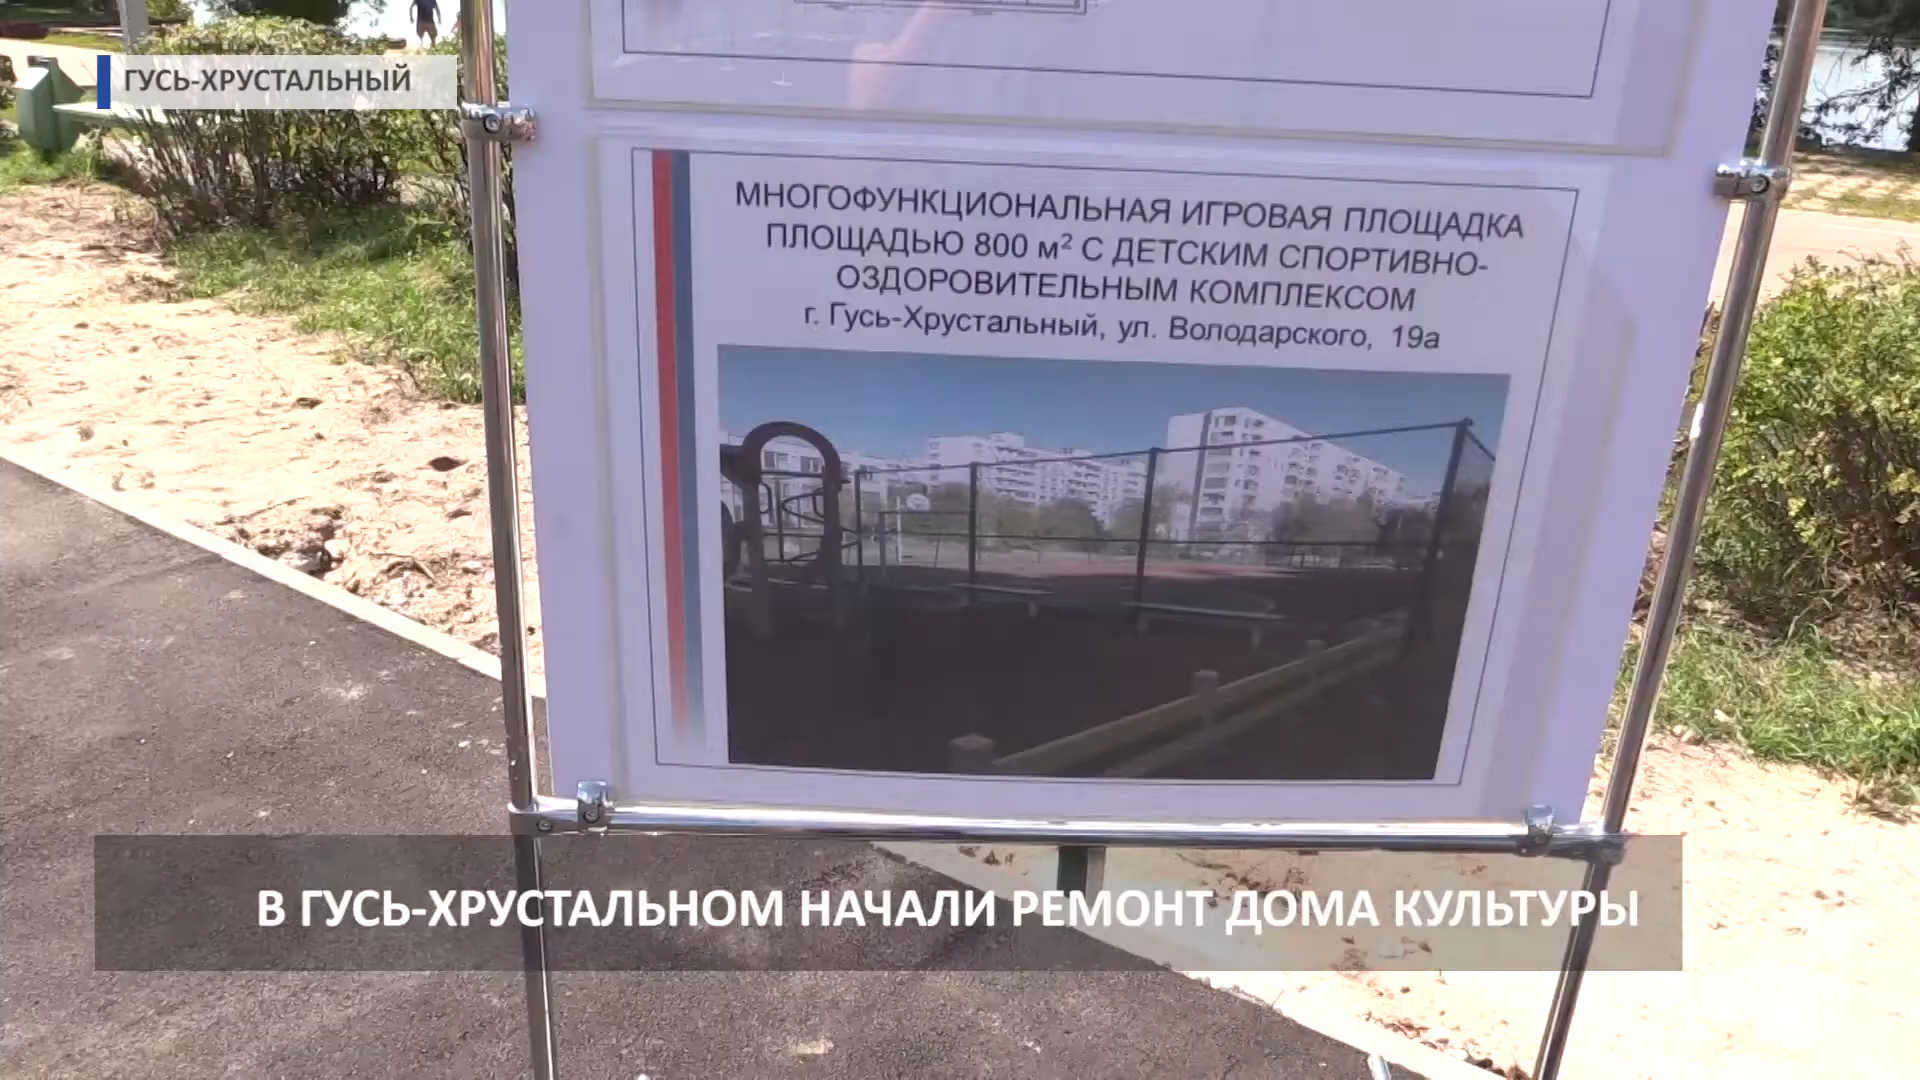 ГУСЬ-ХРУСТАЛЬНЫЙ
МНОГОФУНКЦИОНАЛЬНАЯ ИГРОВАЯ ПЛОЩАДКА
ПЛОЩАДЬЮ 800 м² С ДЕТСКИМ СПОРТИВНО-
ОЗДОРОВИТЕЛЬНЫМ КОМПЛЕКСОМ
г. Гусь-Хрустальный, ул. Володарского, 19а
В ГУСЬ-ХРУСТАЛЬНОМ НАЧАЛИ РЕМОНТ ДОМА КУЛЬТУРЫ